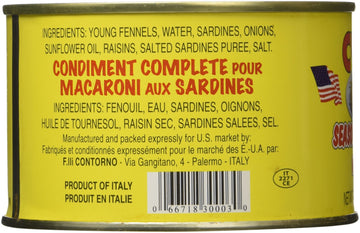 INGREDIENTS: YOUNG FENNELS, WATER, SARDINES, ONIONS,
SUNFLOWER OIL, RAISINS, SALTED SARDINES PUREE, SALT.
CONDIMENT COMPLETE POUR
MACARONI AUX SARDINES
INGREDIENTS: FENOUIL, EAU, SARDINES, OIGNONS,
HUILE DE TOURNESOL, RAISIN SEC, SARDINES SALEES, SEL.
Manufactured and packed expressly for U.S. market by:
Fabriqués et conditionnés expressément pour le marché des É.-U.A. par:
F.lli CONTORNO - Via Gangitano, 4 - Palermo - ITALY
PRODUCT OF ITALY
PRODUIT EN ITALIE
0 66718 30003 0
IT
2271
CE